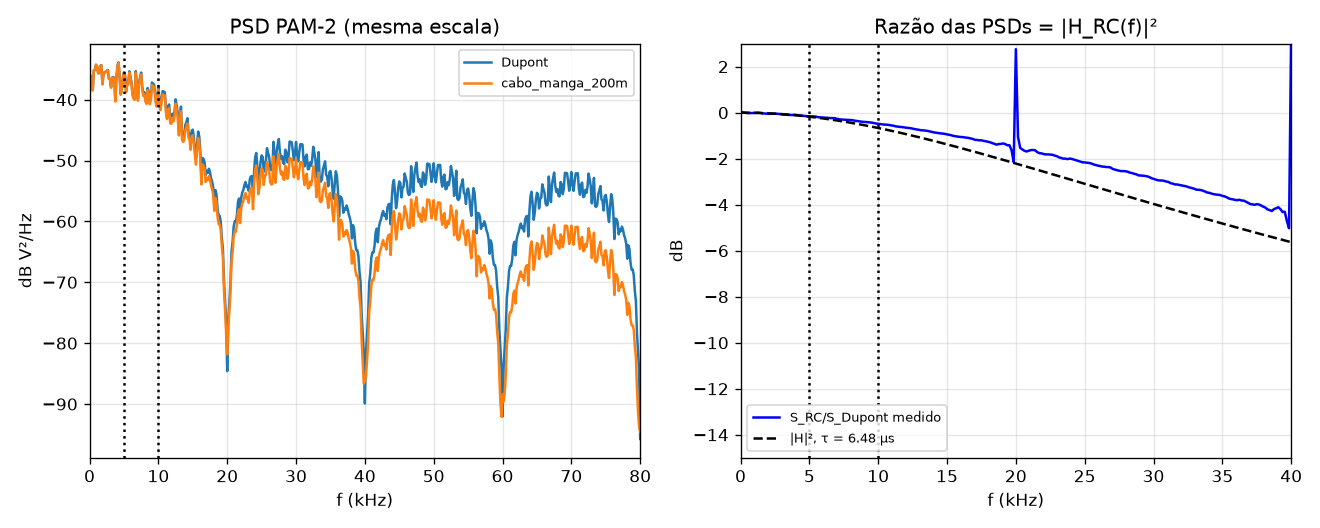 PSD PAM-2 (mesma escala)
dB V²/Hz
−40
−50
−60
−70
−80
−90
Dupont
cabo_manga_200m
0 10 20 30 40 50 60 70 80
f (kHz)
Razão das PSDs = |H_RC(f)|²
dB
2
0
−2
−4
−6
−8
−10
−12
−14
S_RC/S_Dupont medido
|H|², τ = 6.48 μs
0 5 10 15 20 25 30 35 40
f (kHz)